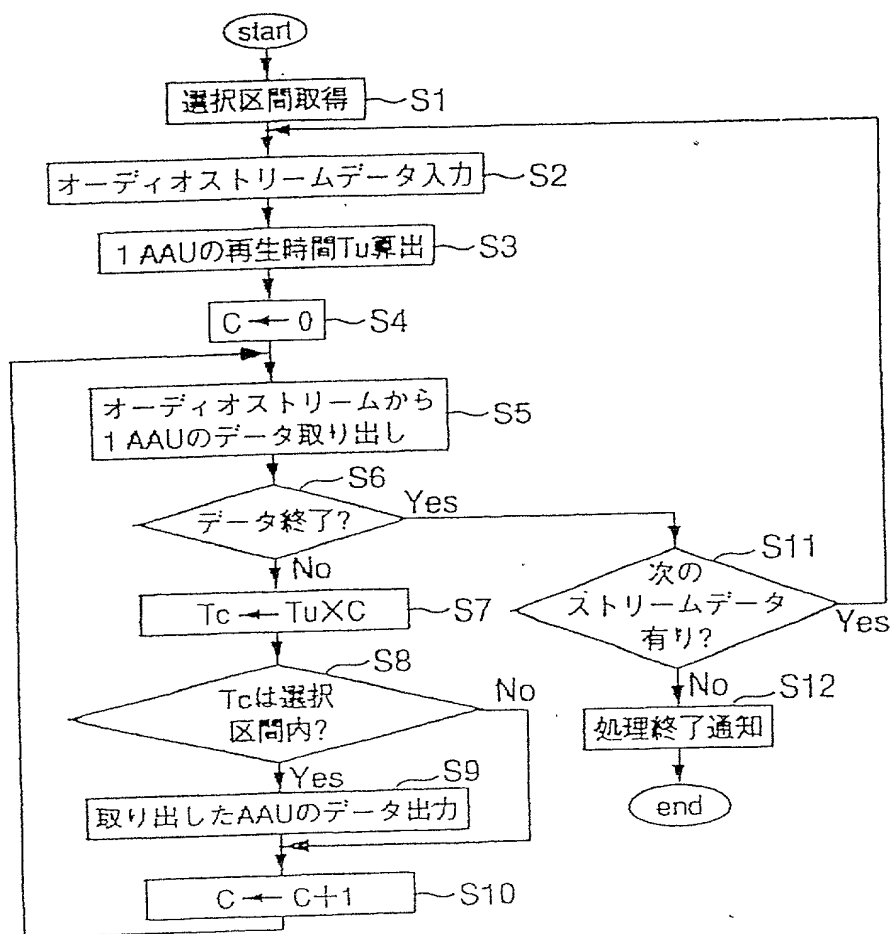 start
選択区間取得
S1
オーディオストリームデータ入力
S2
1 AAUの再生時間Tu算出
S3
C ← 0
S4
オーディオストリームから
1 AAUのデータ取り出し
S5
S6
データ終了?
Yes
No
Tc ← Tu×C
S7
S8
Tcは選択
区間内?
No
Yes
S9
取り出したAAUのデータ出力
C ← C+1
S10
S11
次の
ストリームデータ
有り?
Yes
No
S12
処理終了通知
end